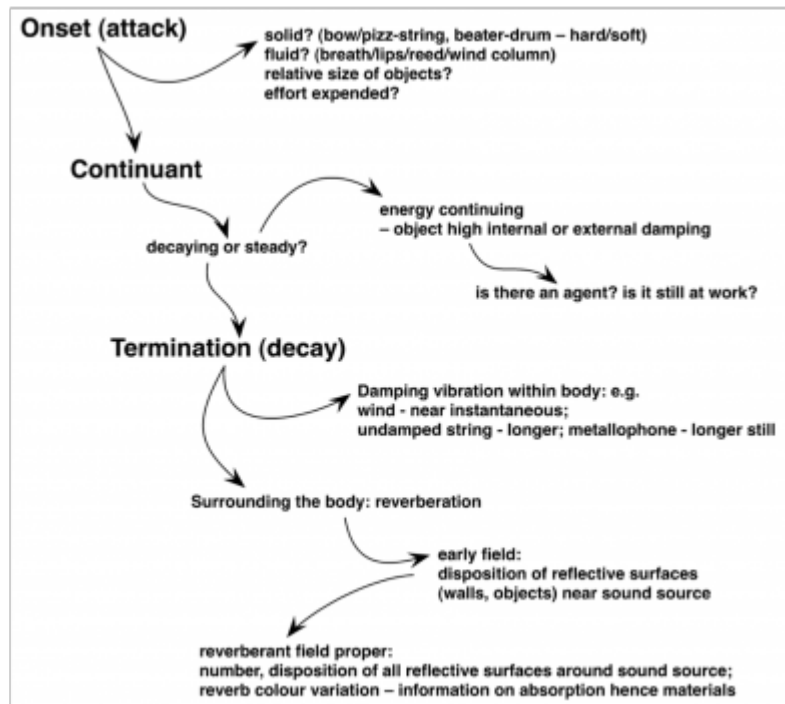 Onset (attack)
solid? (bow/pizz-string, beater-drum – hard/soft)
fluid? (breath/lips/reed/wind column)
relative size of objects?
effort expended?
Continuant
energy continuing
– object high internal or external damping
decaying or steady?
is there an agent? is it still at work?
Termination (decay)
Damping vibration within body: e.g.
wind - near instantaneous;
undamped string - longer; metallophone - longer still
Surrounding the body: reverberation
early field:
disposition of reflective surfaces
(walls, objects) near sound source
reverberant field proper:
number, disposition of all reflective surfaces around sound source;
reverb colour variation – information on absorption hence materials